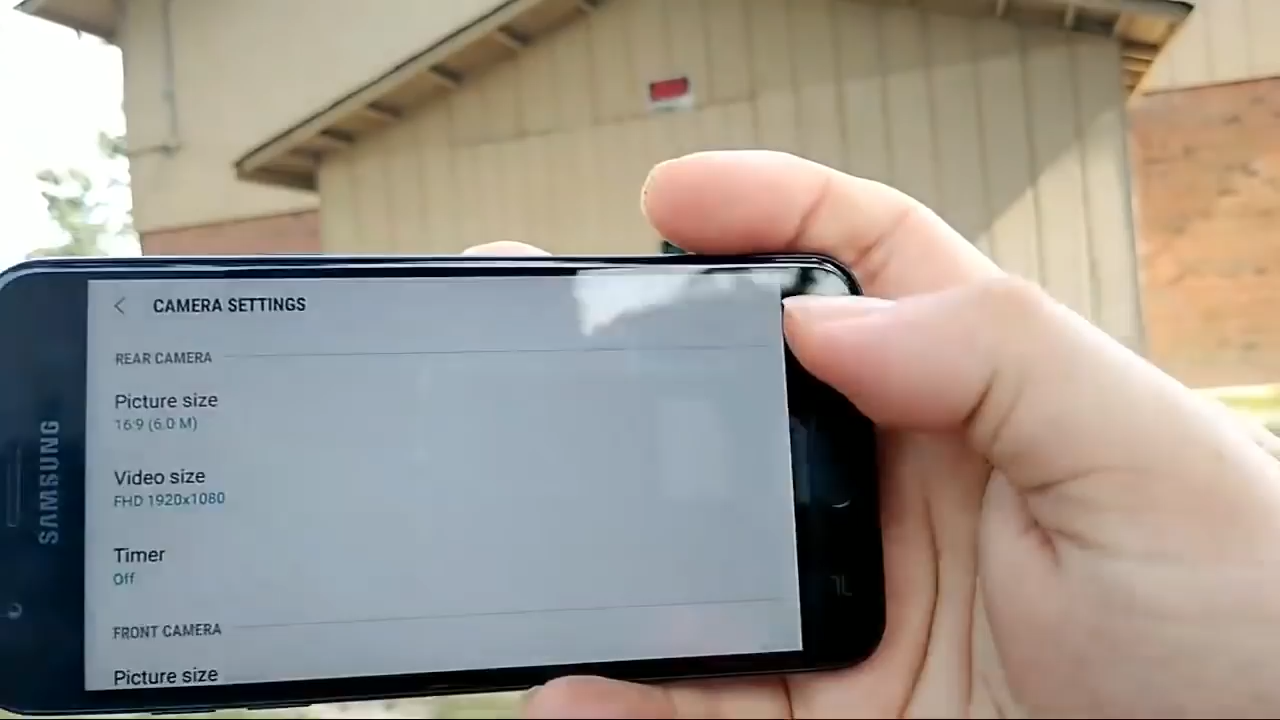 CAMERA SETTINGS
REAR CAMERA
Picture size
16:9 (6.0 M)
Video size
FHD 1920x1080
Timer
Off
FRONT CAMERA
Picture size
SAMSUNG